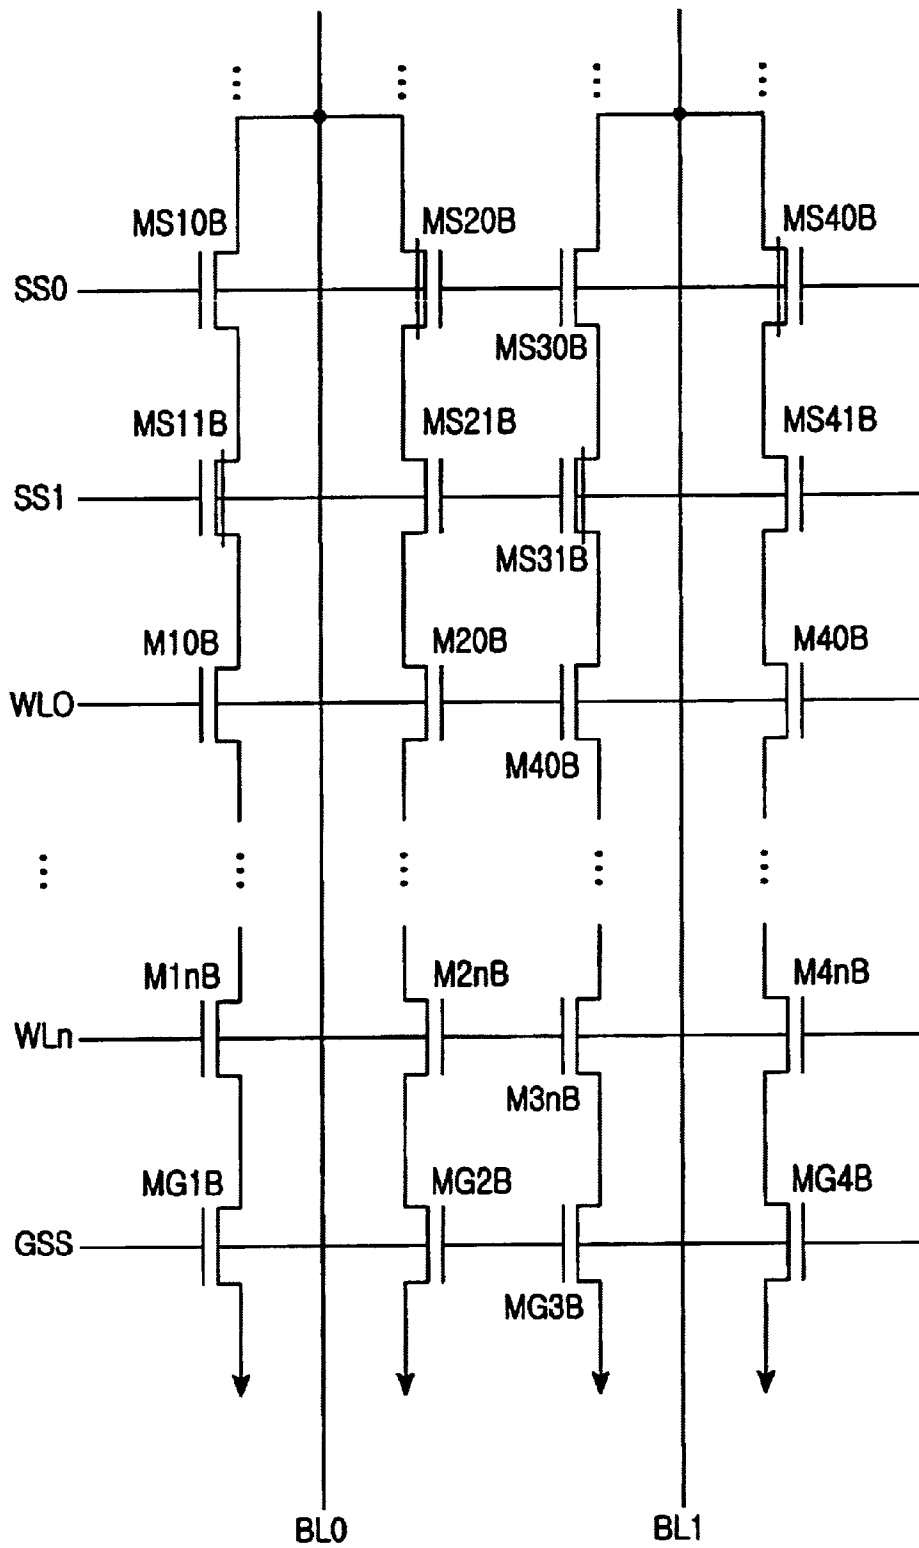 MS10B MS20B MS40B
SS0
MS30B
MS11B MS21B MS41B
SS1
MS31B
M10B M20B M40B
WL0
M40B
M1nB M2nB M4nB
WLn
M3nB
MG1B MG2B MG4B
GSS
MG3B
BL0 BL1